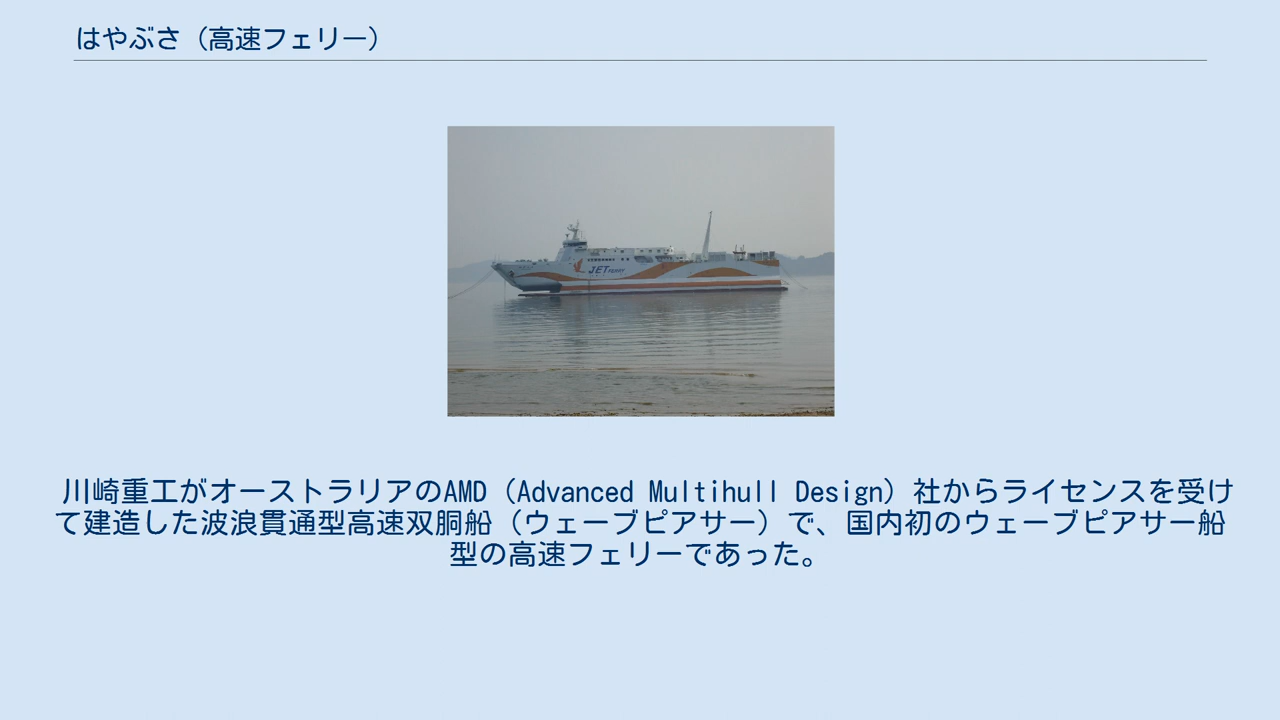 はやぶさ（高速フェリー）
JET FERRY
川崎重工がオーストラリアのAMD（Advanced Multihull Design）社からライセンスを受け
て建造した波浪貫通型高速双胴船（ウェーブピアサー）で、国内初のウェーブピアサー船
型の高速フェリーであった。